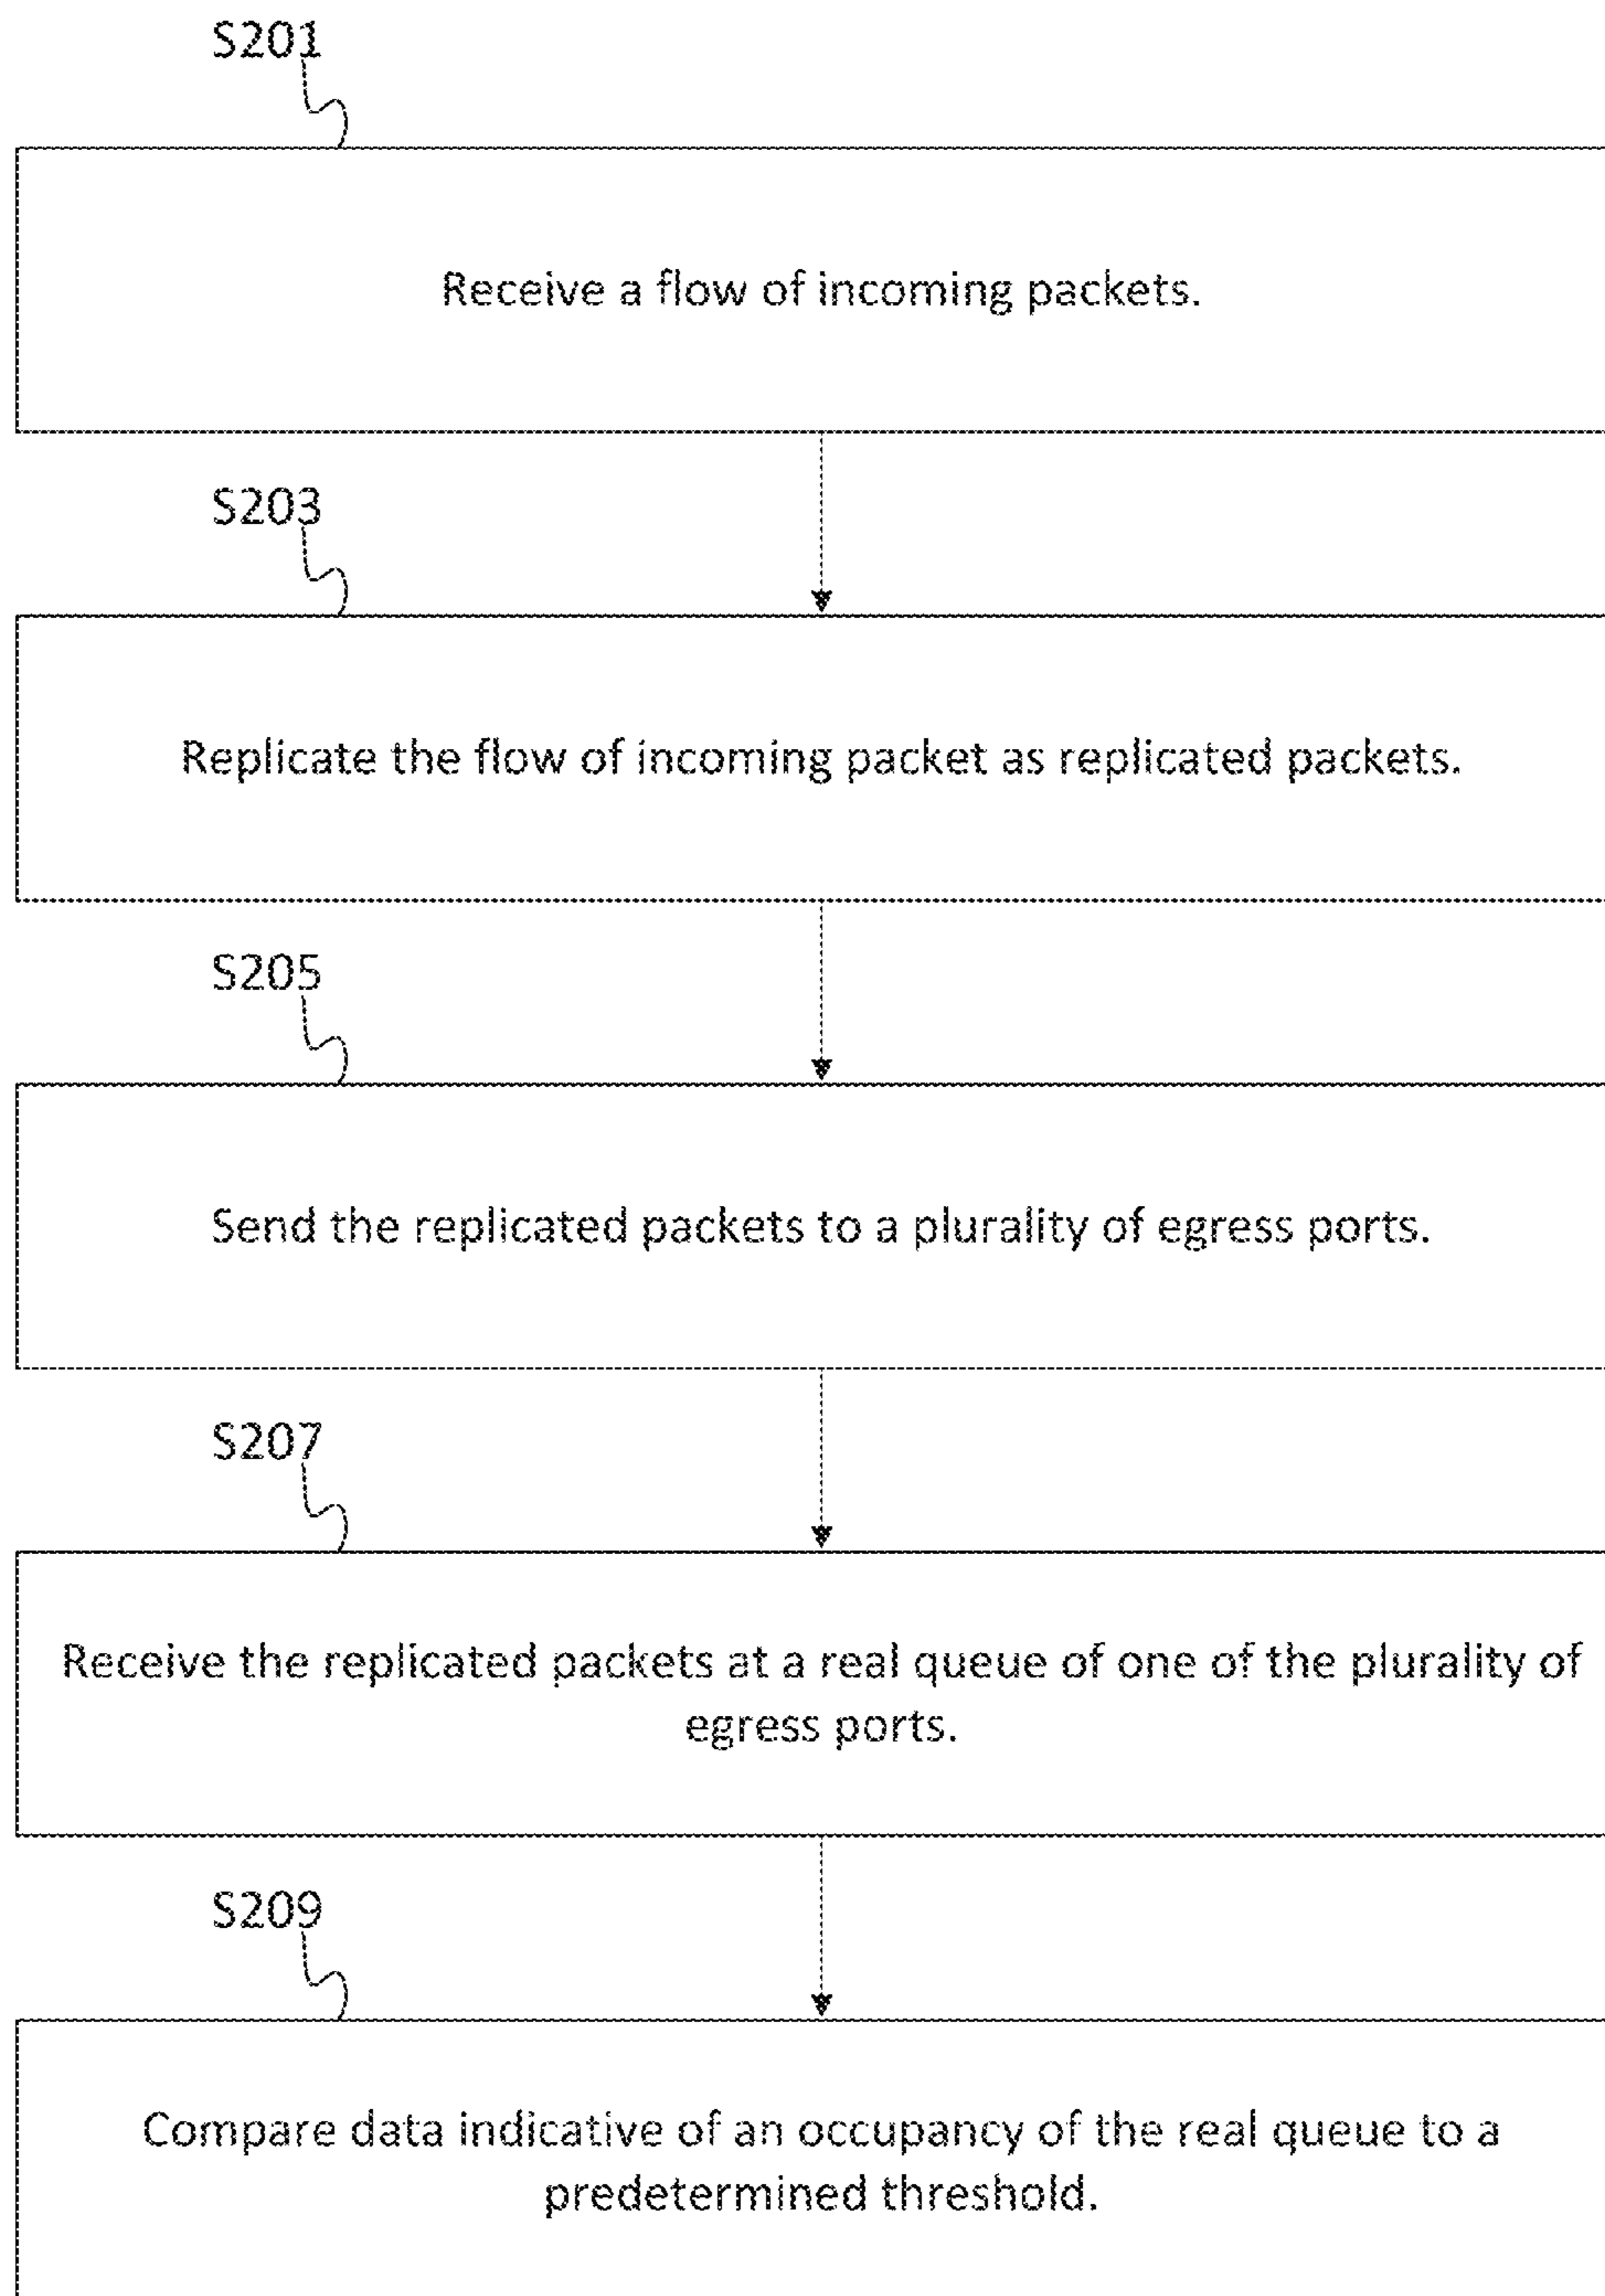 S201
Receive a flow of incoming packets.
S203
Replicate the flow of incoming packet as replicated packets.
S205
Send the replicated packets to a plurality of egress ports.
S207
Receive the replicated packets at a real queue of one of the plurality of
egress ports.
S209
Compare data indicative of an occupancy of the real queue to a
predetermined threshold.